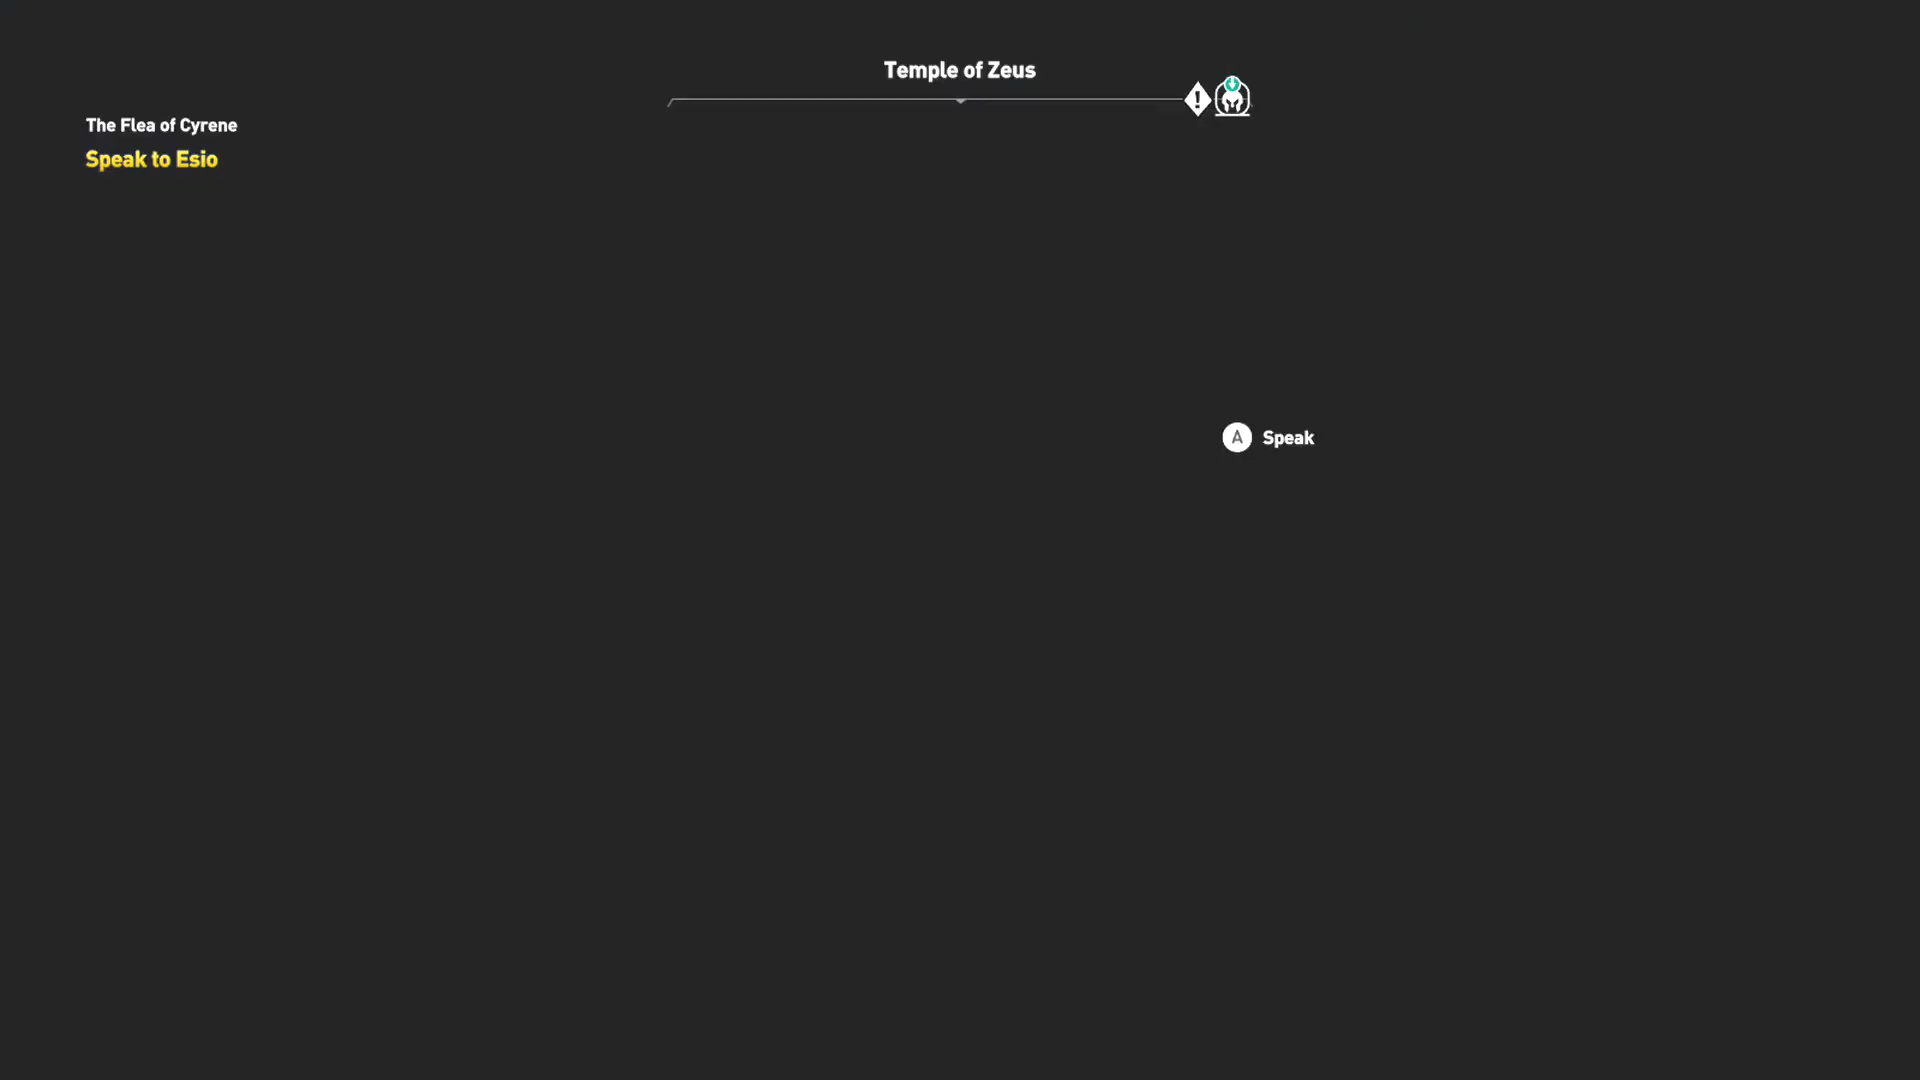 Temple of Zeus
The Flea of Cyrene
Speak to Esio
A Speak